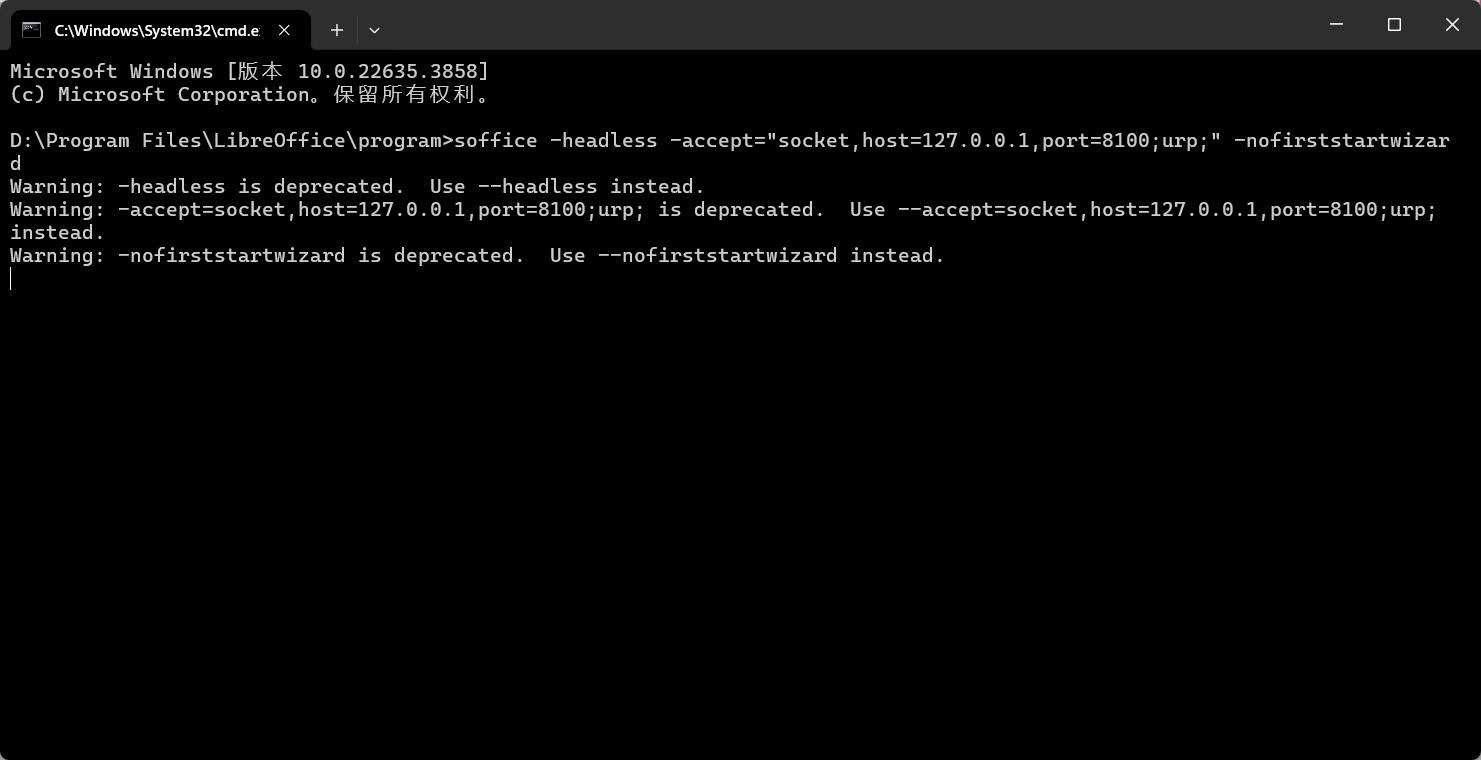 C:\Windows\System32\cmd.e
Microsoft Windows [版本 10.0.22635.3858]
(c) Microsoft Corporation。保留所有权利。
D:\Program Files\LibreOffice\program>soffice -headless -accept="socket,host=127.0.0.1,port=8100;urp;" -nofirststartwizar
d
Warning: -headless is deprecated.  Use --headless instead.
Warning: -accept=socket,host=127.0.0.1,port=8100;urp; is deprecated.  Use --accept=socket,host=127.0.0.1,port=8100;urp;
instead.
Warning: -nofirststartwizard is deprecated.  Use --nofirststartwizard instead.